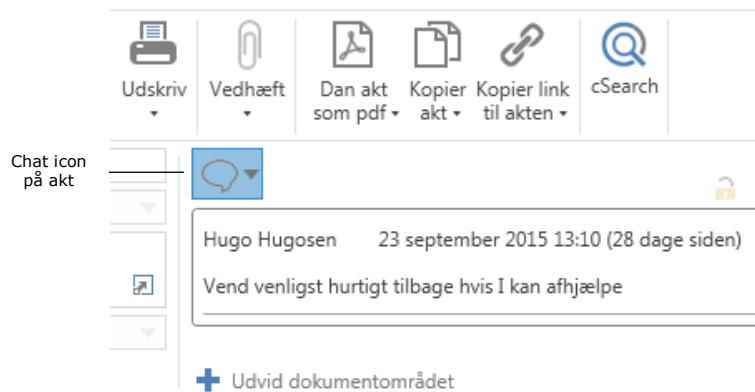 Udskriv
Vedhæft
Dan akt
som pdf
Kopier
akt
Kopier link
til akten
cSearch
Chat icon
på akt
Hugo Hugosen 23 september 2015 13:10 (28 dage siden)
Vend venligst hurtigt tilbage hvis I kan afhjælpe
Udvid dokumentområdet